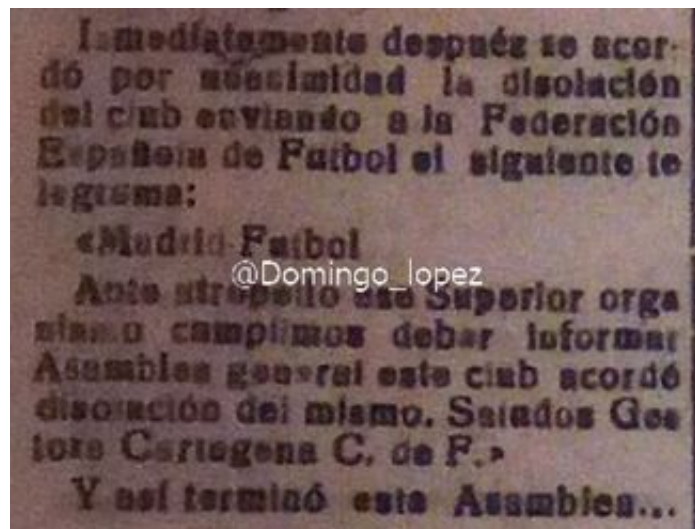 Inmediatamente después se acor-
dó por unanimidad la disolución
del club enviando a la Federación
Española de Futbol el siguiente te
legrama:
«Madrid-Futbol
@Domingo_lopez
Ante atropello ese Superior orga
nismo cumplimos deber informar
Asamblea general este club acordó
disolución del mismo. Saludos Ges
tora Cartagena C. de F.»
Y así terminó esta Asamblea...